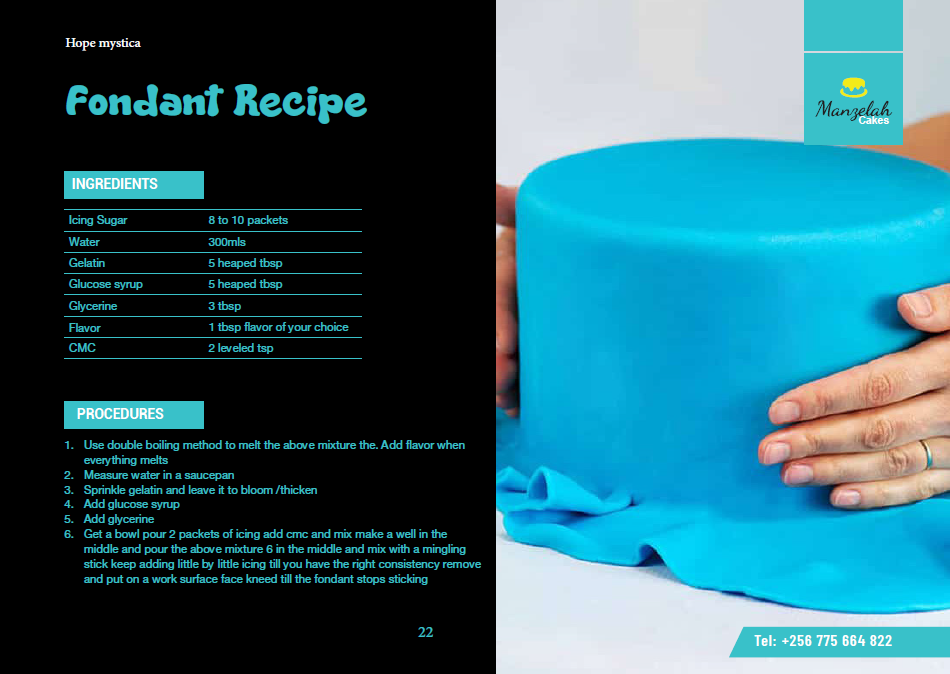 Hope mystica
Fondant Recipe
INGREDIENTS
Icing Sugar 8 to 10 packets
Water 300mls
Gelatin 5 heaped tbsp
Glucose syrup 5 heaped tbsp
Glycerine 3 tbsp
Flavor 1 tbsp flavor of your choice
CMC 2 leveled tsp
PROCEDURES
1. Use double boiling method to melt the above mixture the. Add flavor when
everything melts
2. Measure water in a saucepan
3. Sprinkle gelatin and leave it to bloom /thicken
4. Add glucose syrup
5. Add glycerine
6. Get a bowl pour 2 packets of icing add cmc and mix make a well in the
middle and pour the above mixture 6 in the middle and mix with a mingling
stick keep adding little by little icing till you have the right consistency remove
and put on a work surface face kneed till the fondant stops sticking
22
Manzelah
Cakes
Tel: +256 775 664 822